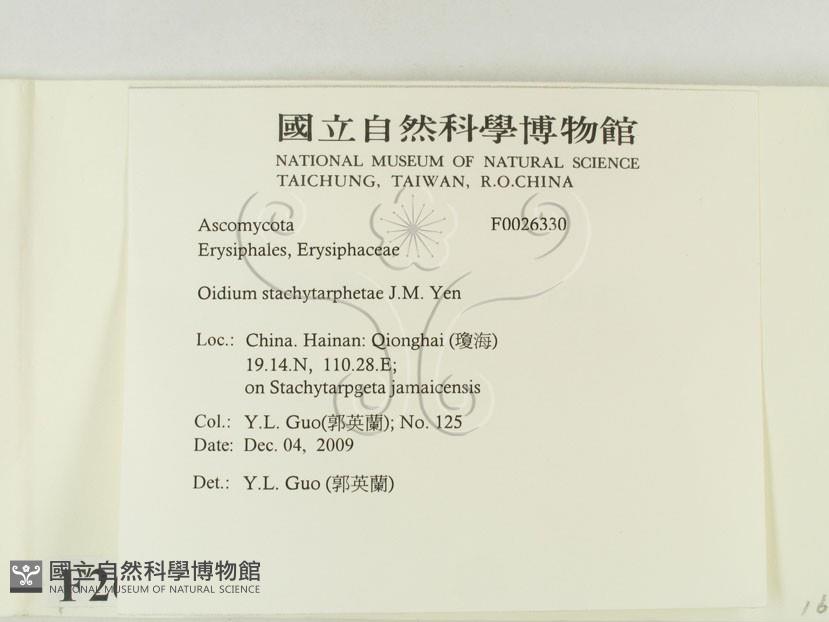 國立自然科學博物館
NATIONAL MUSEUM OF NATURAL SCIENCE
TAICHUNG, TAIWAN, R.O.CHINA
Ascomycota F0026330
Erysiphales, Erysiphaceae
Oidium stachytarphetae J.M. Yen
Loc.: China. Hainan: Qionghai (瓊海)
19.14.N, 110.28.E;
on Stachytarpgeta jamaicensis
Col.: Y.L. Guo(郭英蘭); No. 125
Date: Dec. 04, 2009
Det.: Y.L. Guo (郭英蘭)
國立自然科學博物館
NATIONAL MUSEUM OF NATURAL SCIENCE
16